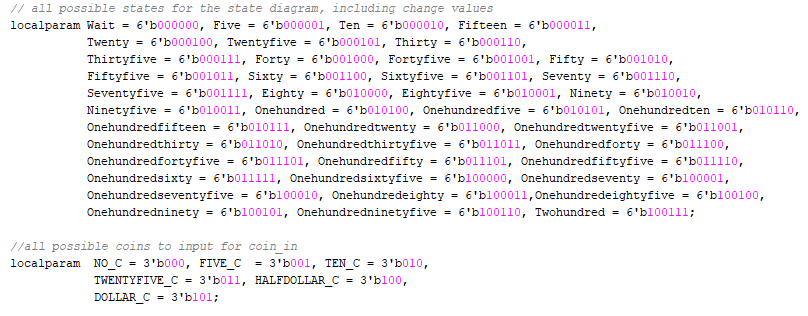 // all possible states for the state diagram, including change values
localparam Wait = 6'b000000, Five = 6'b000001, Ten = 6'b000010, Fifteen = 6'b000011,
Twenty = 6'b000100, Twentyfive = 6'b000101, Thirty = 6'b000110,
Thirtyfive = 6'b000111, Forty = 6'b001000, Fortyfive = 6'b001001, Fifty = 6'b001010,
Fiftyfive = 6'b001011, Sixty = 6'b001100, Sixtyfive = 6'b001101, Seventy = 6'b001110,
Seventyfive = 6'b001111, Eighty = 6'b010000, Eightyfive = 6'b010001, Ninety = 6'b010010,
Ninetyfive = 6'b010011, Onehundred = 6'b010100, Onehundredfive = 6'b010101, Onehundredten = 6'b010110,
Onehundredfifteen = 6'b010111, Onehundredtwenty = 6'b011000, Onehundredtwentyfive = 6'b011001,
Onehundredthirty = 6'b011010, Onehundredthirtyfive = 6'b011011, Onehundredforty = 6'b011100,
Onehundredfortyfive = 6'b011101, Onehundredfifty = 6'b011101, Onehundredfiftyfive = 6'b011110,
Onehundredsixty = 6'b011111, Onehundredsixtyfive = 6'b100000, Onehundredseventy = 6'b100001,
Onehundredseventyfive = 6'b100010, Onehundredeighty = 6'b100011,Onehundredeightyfive = 6'b100100,
Onehundredninety = 6'b100101, Onehundredninetyfive = 6'b100110, Twohundred = 6'b100111;
//all possible coins to input for coin_in
localparam NO_C = 3'b000, FIVE_C = 3'b001, TEN_C = 3'b010,
TWENTYFIVE_C = 3'b011, HALFDOLLAR_C = 3'b100,
DOLLAR_C = 3'b101;